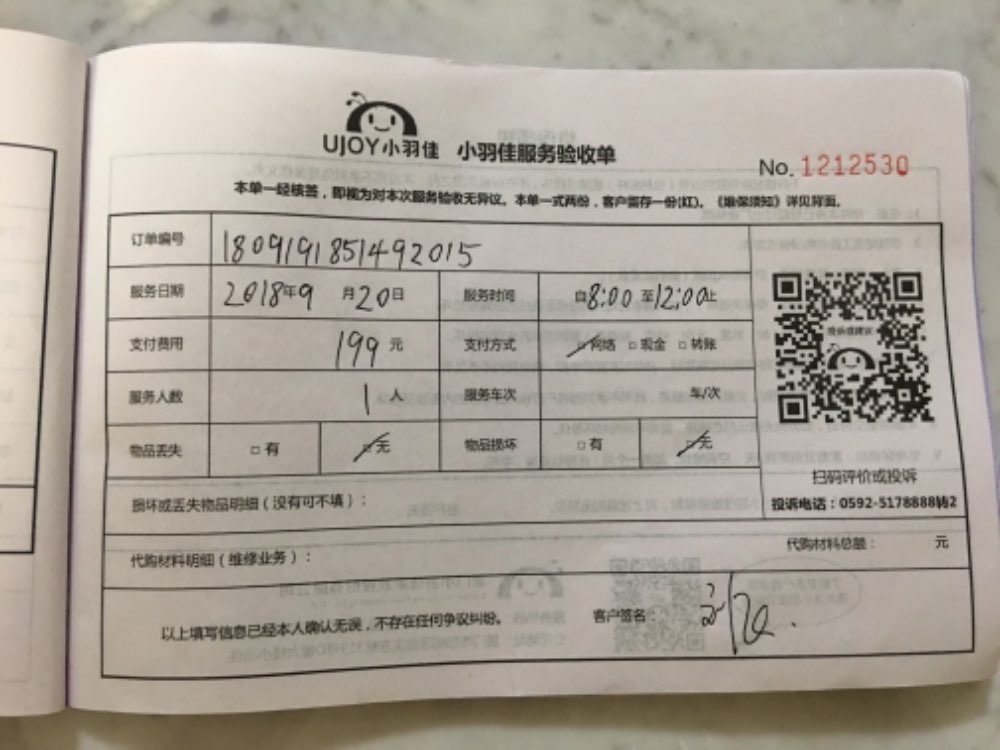 UJOY小羽佳 小羽佳服务验收单
No. 1212530
本单一经核签，即视为对本次服务验收无异议。本单一式两份，客户留存一份(红)。《维保须知》详见背面。
订单编号 180919185149 2015
服务日期 2018年9月20日 服务时间 自8:00至12:00止
支付费用 199元 支付方式 □网络 □现金 □转账
服务人数 1人 服务车次 车/次
物品丢失 □有 □无 物品损坏 □有 □无
扫码评价或投诉
损坏或丢失物品明细（没有可不填）：
投诉电话：0592-5178888转2
代购材料明细（维修业务）： 代购材料总额： 元
以上填写信息已经本人确认无误，不存在任何争议纠纷。 客户签名：